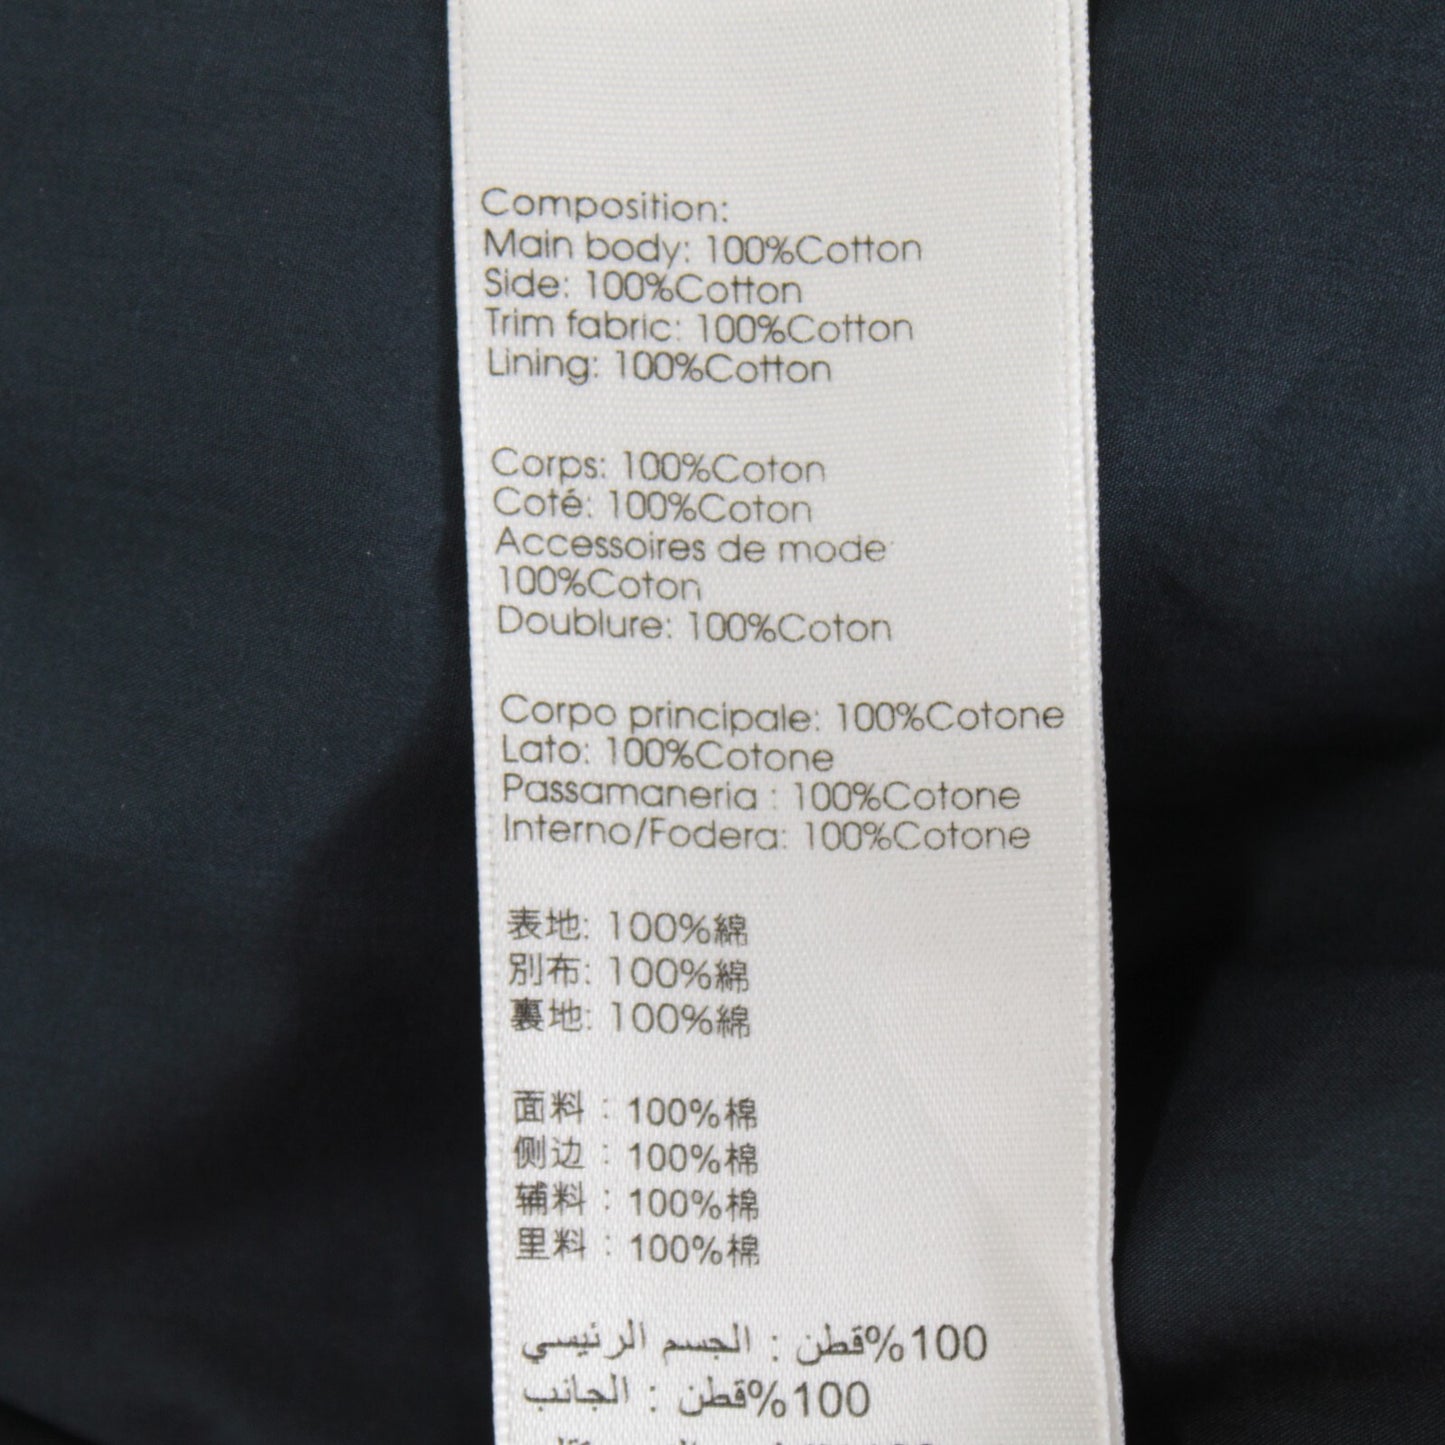 Composition:
Main body: 100%Cotton
Side: 100%Cotton
Trim fabric: 100%Cotton
Lining: 100%Cotton
Corps: 100%Coton
Coté: 100%Coton
Accessoires de mode:
100%Coton
Doublure: 100%Coton
Corpo principale: 100%Cotone
Lato: 100%Cotone
Passamaneria : 100%Cotone
Interno/Fodera: 100%Cotone
表地: 100%綿
別布: 100%綿
裏地: 100%綿
面料 : 100%棉
侧边 : 100%棉
辅料 : 100%棉
里料 : 100%棉
100%قطن : الجسم الرئيسي
100%قطن : الجانب